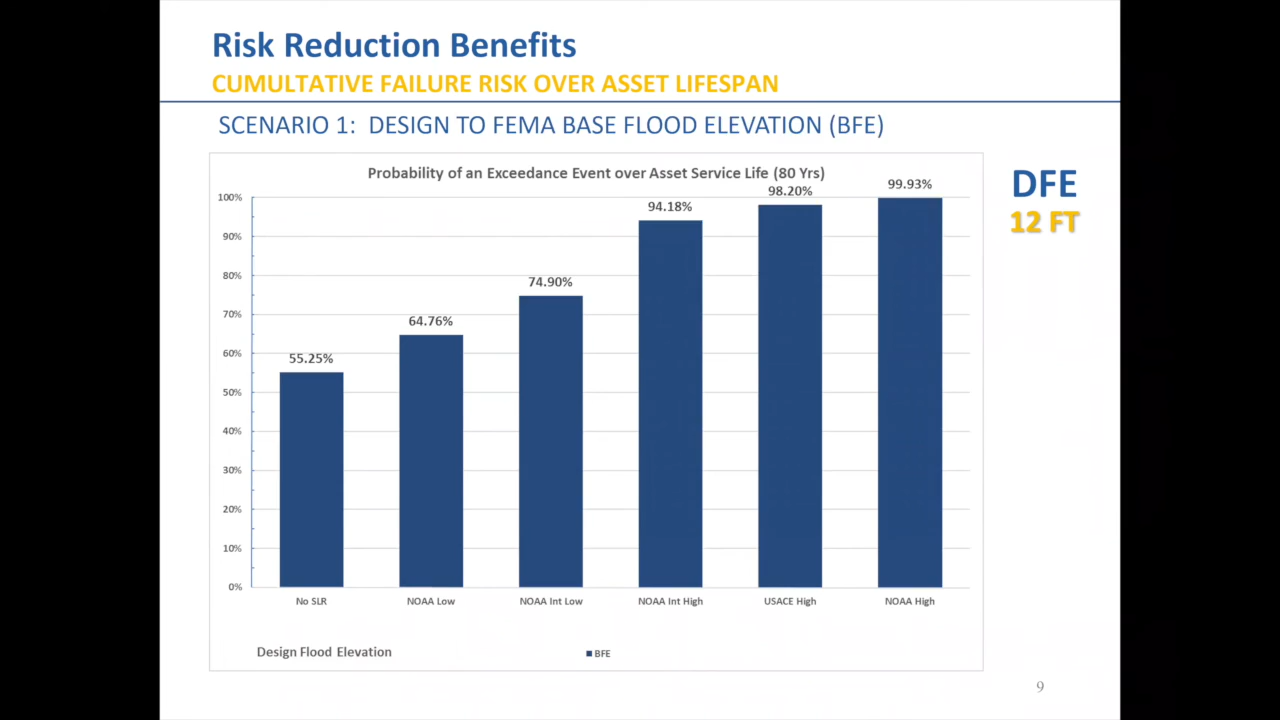 Risk Reduction Benefits
CUMULTATIVE FAILURE RISK OVER ASSET LIFESPAN
SCENARIO 1: DESIGN TO FEMA BASE FLOOD ELEVATION (BFE)
Probability of an Exceedance Event over Asset Service Life (80 Yrs)
DFE
12 FT
100%
90%
80%
70%
60%
50%
40%
30%
20%
10%
0%
55.25%
64.76%
74.90%
94.18%
98.20%
99.93%
No SLR
NOAA Low
NOAA Int Low
NOAA Int High
USACE High
NOAA High
Design Flood Elevation
BFE
9